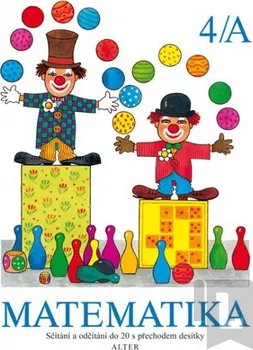 4/A
MATEMATIKA
Sčítání a odčítání do 20 s přechodem desítky
ALTER